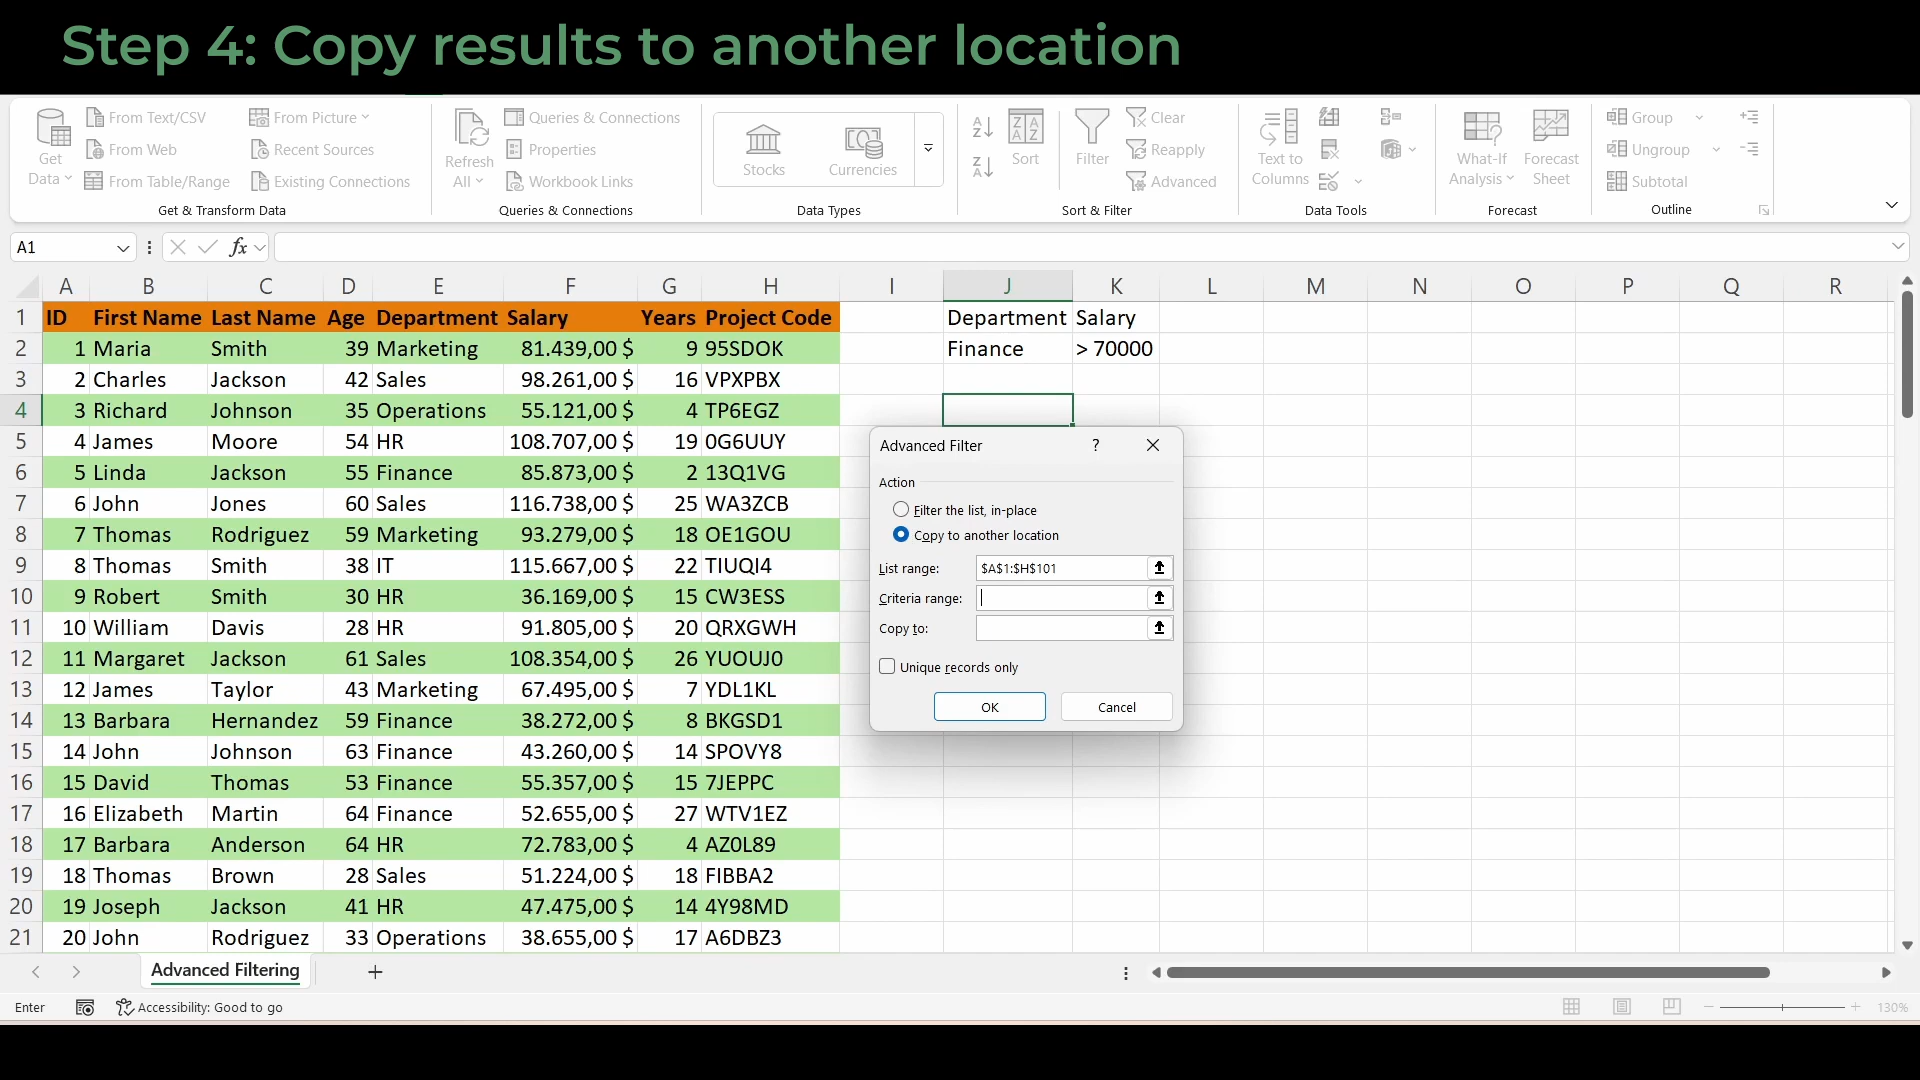 Step 4: Copy results to another location
Get Data
From Text/CSV
From Web
From Table/Range
From Picture
Recent Sources
Existing Connections
Get & Transform Data
Refresh All
Queries & Connections
Properties
Workbook Links
Queries & Connections
Stocks
Currencies
Data Types
Sort
Filter
Clear
Reapply
Advanced
Sort & Filter
Text to Columns
Data Tools
What-If Analysis
Forecast Sheet
Forecast
Group
Ungroup
Subtotal
Outline
A1
fx
A B C D E F G H I J K L M N O P Q R
1 ID First Name Last Name Age Department Salary Years Project Code Department Salary
2 1 Maria Smith 39 Marketing 81.439,00 $ 9 95SDOK Finance > 70000
3 2 Charles Jackson 42 Sales 98.261,00 $ 16 VPXPBX
4 3 Richard Johnson 35 Operations 55.121,00 $ 4 TP6EGZ
5 4 James Moore 54 HR 108.707,00 $ 19 0G6UUY
6 5 Linda Jackson 55 Finance 85.873,00 $ 2 13Q1VG
7 6 John Jones 60 Sales 116.738,00 $ 25 WA3ZCB
8 7 Thomas Rodriguez 59 Marketing 93.279,00 $ 18 OE1GOU
9 8 Thomas Smith 38 IT 115.667,00 $ 22 TIUQI4
10 9 Robert Smith 30 HR 36.169,00 $ 15 CW3ESS
11 10 William Davis 28 HR 91.805,00 $ 20 QRXGWH
12 11 Margaret Jackson 61 Sales 108.354,00 $ 26 YUOUJ0
13 12 James Taylor 43 Marketing 67.495,00 $ 7 YDL1KL
14 13 Barbara Hernandez 59 Finance 38.272,00 $ 8 BKGSD1
15 14 John Johnson 63 Finance 43.260,00 $ 14 SPOVY8
16 15 David Thomas 53 Finance 55.357,00 $ 15 7JEPPC
17 16 Elizabeth Martin 64 Finance 52.655,00 $ 27 WTV1EZ
18 17 Barbara Anderson 64 HR 72.783,00 $ 4 AZ0L89
19 18 Thomas Brown 28 Sales 51.224,00 $ 18 FIBBA2
20 19 Joseph Jackson 41 HR 47.475,00 $ 14 4Y98MD
21 20 John Rodriguez 33 Operations 38.655,00 $ 17 A6DBZ3
Advanced Filter ?
Action
Filter the list, in-place
Copy to another location
List range: $A$1:$H$101
Criteria range:
Copy to:
Unique records only
OK Cancel
Advanced Filtering
Enter Accessibility: Good to go 130%